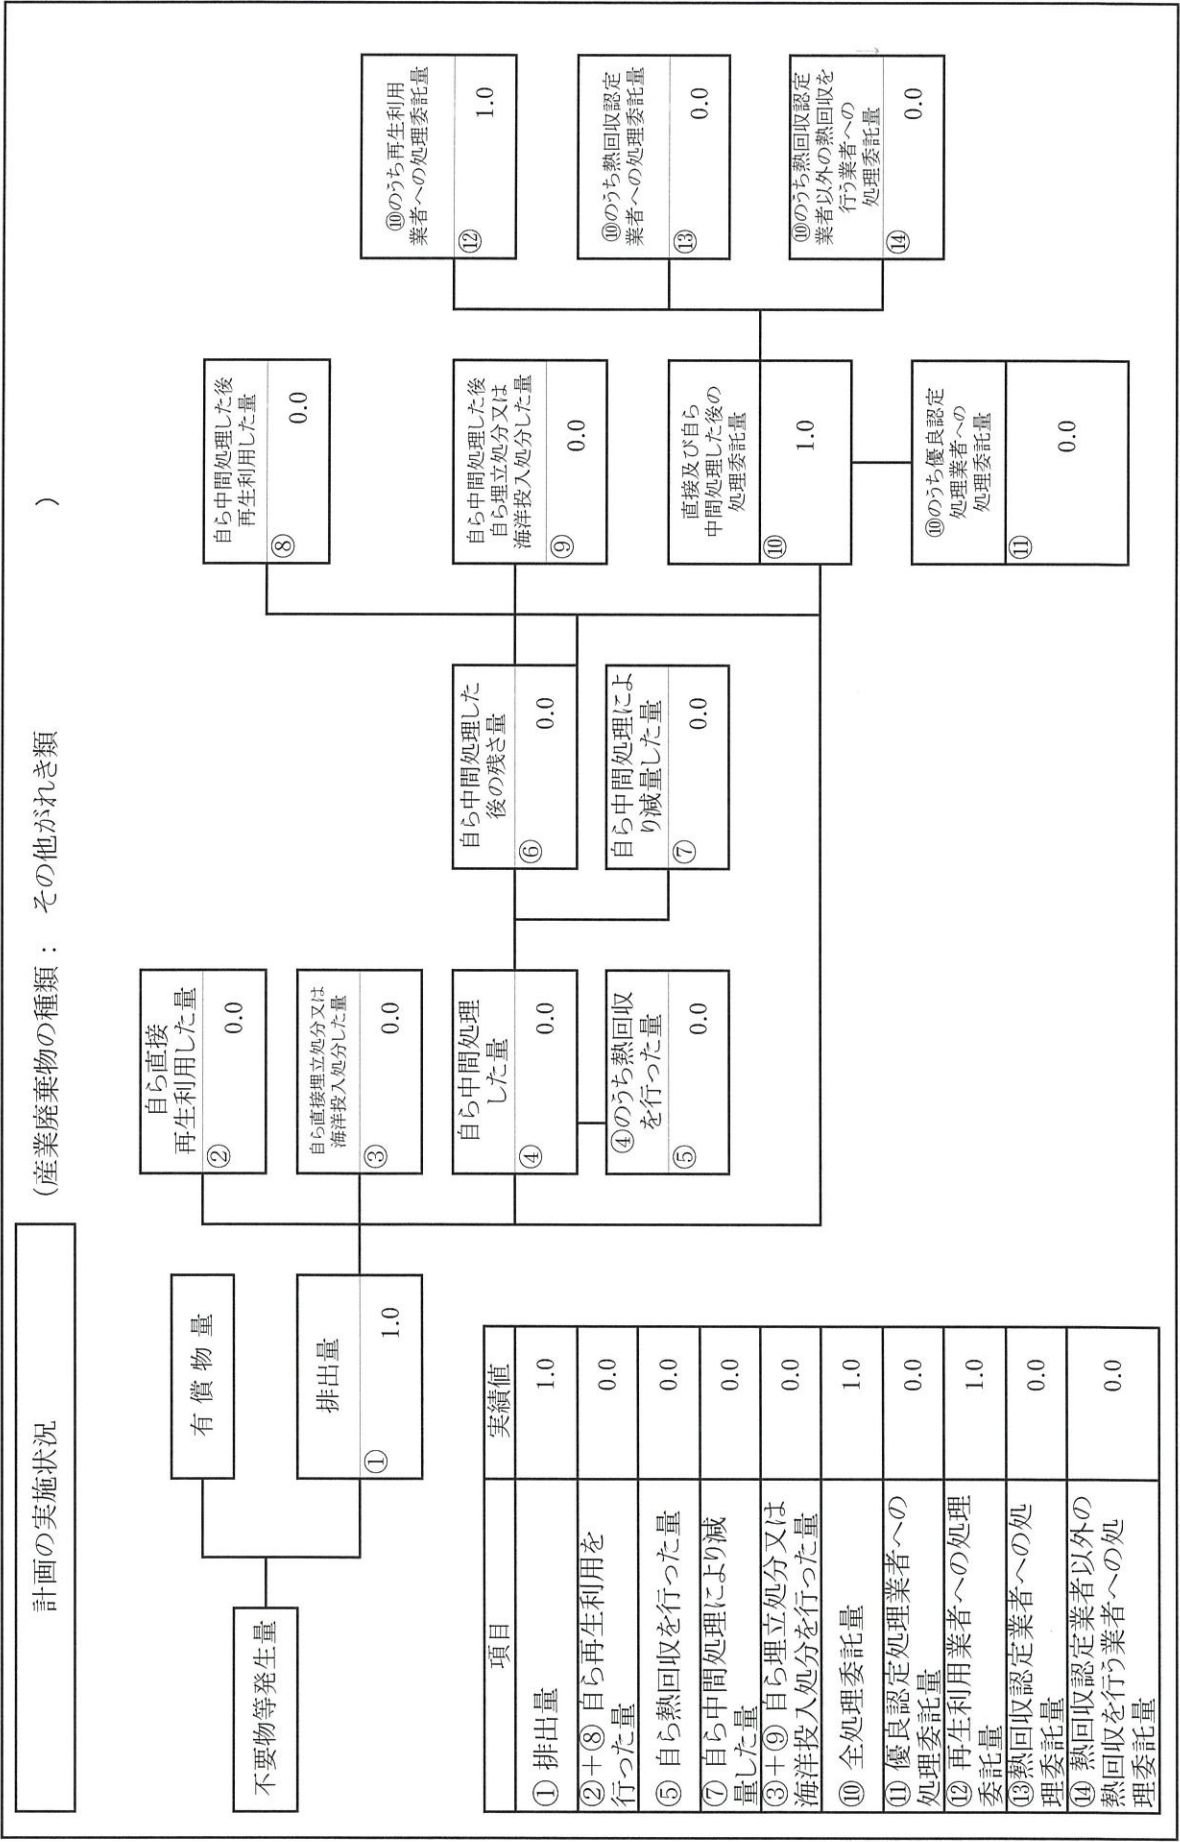 計画の実施状況
(産業廃棄物の種類： その他がれき類 )
不要物等発生量
有償物量
排出量
① 1.0
自ら直接
再生利用した量
② 0.0
自ら直接埋立処分又は
海洋投入処分した量
③ 0.0
自ら中間処理
した量
④ 0.0
④のうち熱回収
を行った量
⑤ 0.0
自ら中間処理した
後の残さ量
⑥ 0.0
自ら中間処理によ
り減量した量
⑦ 0.0
自ら中間処理した後
再生利用した量
⑧ 0.0
自ら中間処理した後
自ら埋立処分又は
海洋投入処分した量
⑨ 0.0
直接及び自ら
中間処理した後の
処理委託量
⑩ 1.0
⑩のうち優良認定
処理業者への
処理委託量
⑪ 0.0
⑩のうち再生利用
業者への処理委託量
⑫ 1.0
⑩のうち熱回収認定
業者への処理委託量
⑬ 0.0
⑩のうち熱回収認定
業者以外の熱回収を
行う業者への
処理委託量
⑭ 0.0
項目 実績値
① 排出量 1.0
②＋⑧ 自ら再生利用を
行った量 0.0
⑤ 自ら熱回収を行った量 0.0
⑦ 自ら中間処理により減
量した量 0.0
③＋⑨ 自ら埋立処分又は
海洋投入処分を行った量 0.0
⑩ 全処理委託量 1.0
⑪ 優良認定処理業者への
処理委託量 0.0
⑫ 再生利用業者への処理
委託量 1.0
⑬熱回収認定業者への処
理委託量 0.0
⑭ 熱回収認定業者以外の
熱回収を行う業者への処
理委託量 0.0